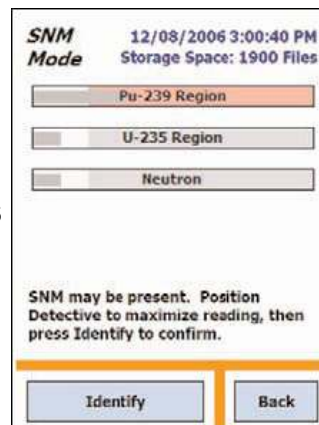 SNM 12/08/2006 3:00:40 PM
Mode Storage Space: 1900 Files
Pu-239 Region
U-235 Region
Neutron
SNM may be present. Position
Detective to maximize reading, then
press Identify to confirm.
Identify Back